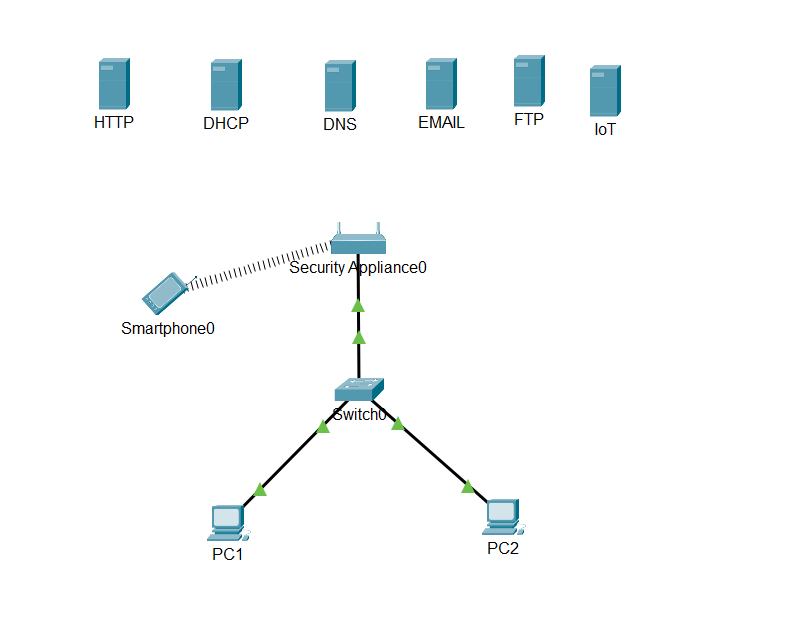 HTTP
DHCP
DNS
EMAIL
FTP
IoT
Security Appliance0
Smartphone0
Switch0
PC1
PC2